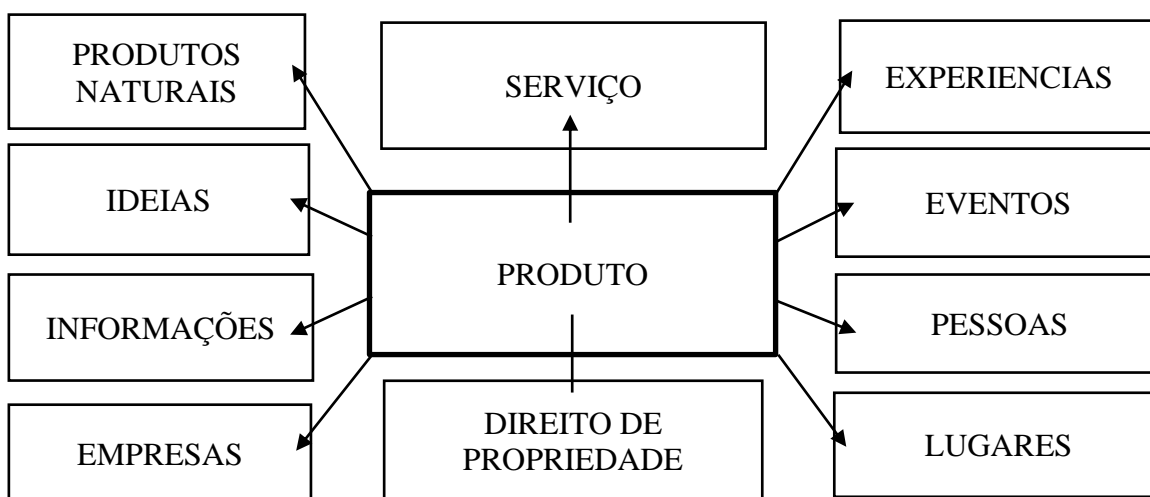 PRODUTOS
NATURAIS
SERVIÇO
EXPERIENCIAS
IDEIAS
EVENTOS
PRODUTO
INFORMAÇÕES
PESSOAS
EMPRESAS
DIREITO DE
PROPRIEDADE
LUGARES